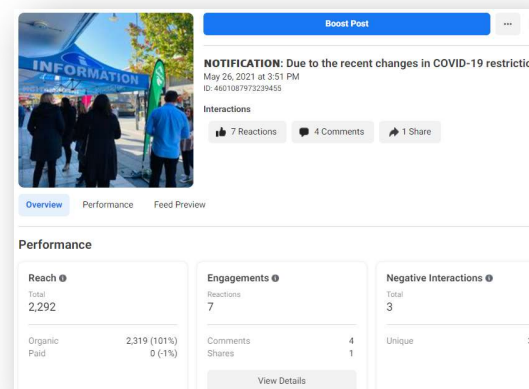 INFORMATION
Boost Post
...
NOTIFICATION: Due to the recent changes in COVID-19 restrictio
May 26, 2021 at 3:51 PM
ID: 4601087973239455
Interactions
7 Reactions 4 Comments 1 Share
Overview Performance Feed Preview
Performance
Reach Engagements Negative Interactions
Total Reactions Total
2,292 7 3
Organic 2,319 (101%) Comments 4 Unique
Paid 0 (-1%) Shares 1
View Details